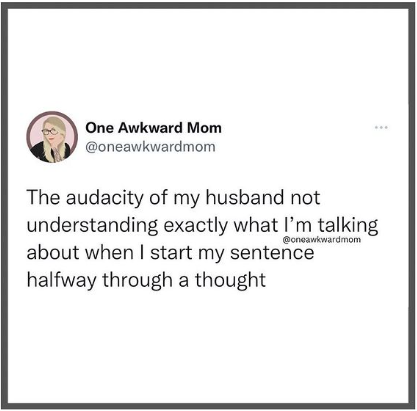 One Awkward Mom
@oneawkwardmom
The audacity of my husband not
understanding exactly what I'm talking
@oneawkwardmom
about when I start my sentence
halfway through a thought